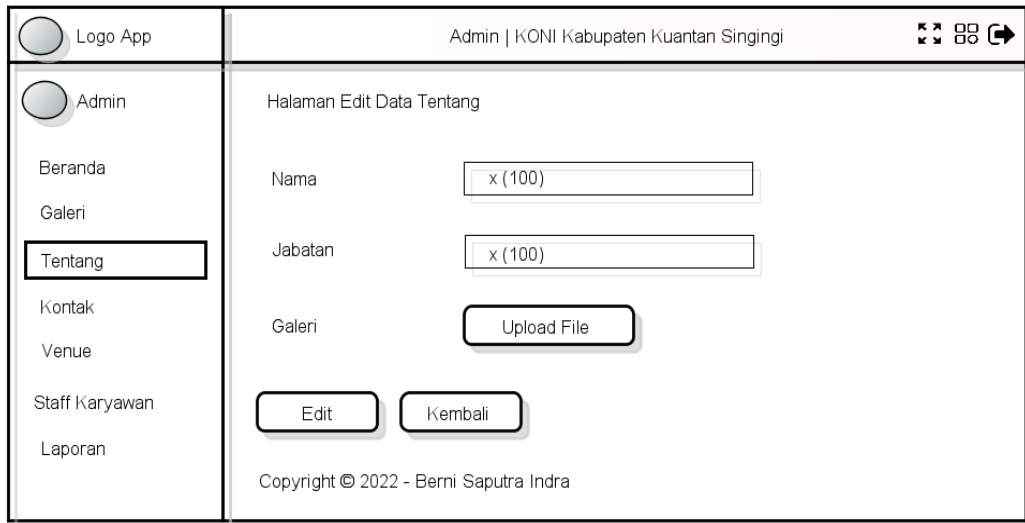 Logo App
Admin | KONI Kabupaten Kuantan Singingi
Admin
Beranda
Galeri
Tentang
Kontak
Venue
Staff Karyawan
Laporan
Halaman Edit Data Tentang
Nama x (100)
Jabatan x (100)
Galeri Upload File
Edit Kembali
Copyright © 2022 - Berni Saputra Indra